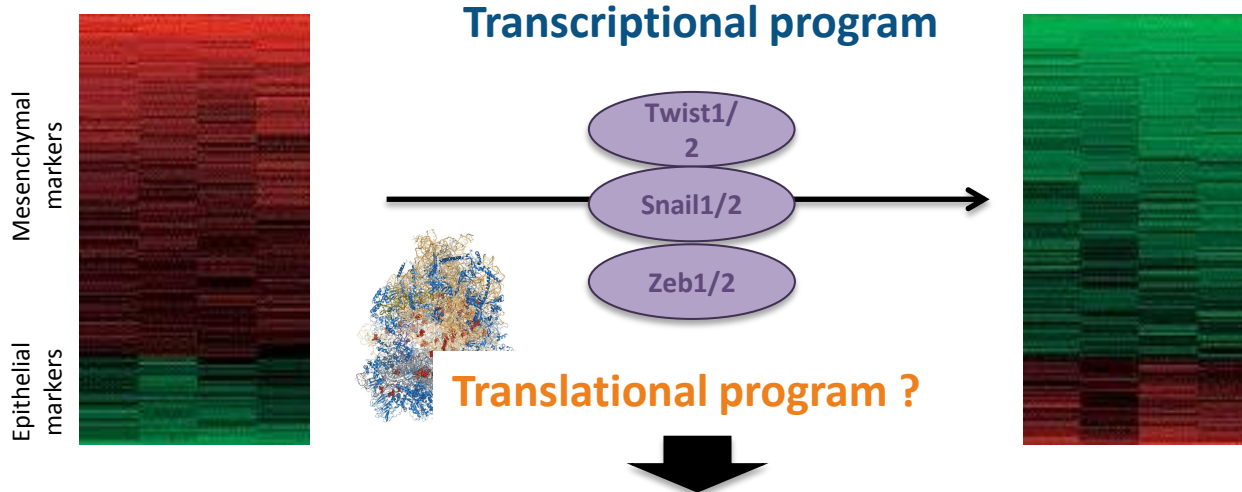 Transcriptional program
Mesenchymal
markers
Twist1/
2
Snail1/2
Zeb1/2
Epithelial
markers
Translational program ?